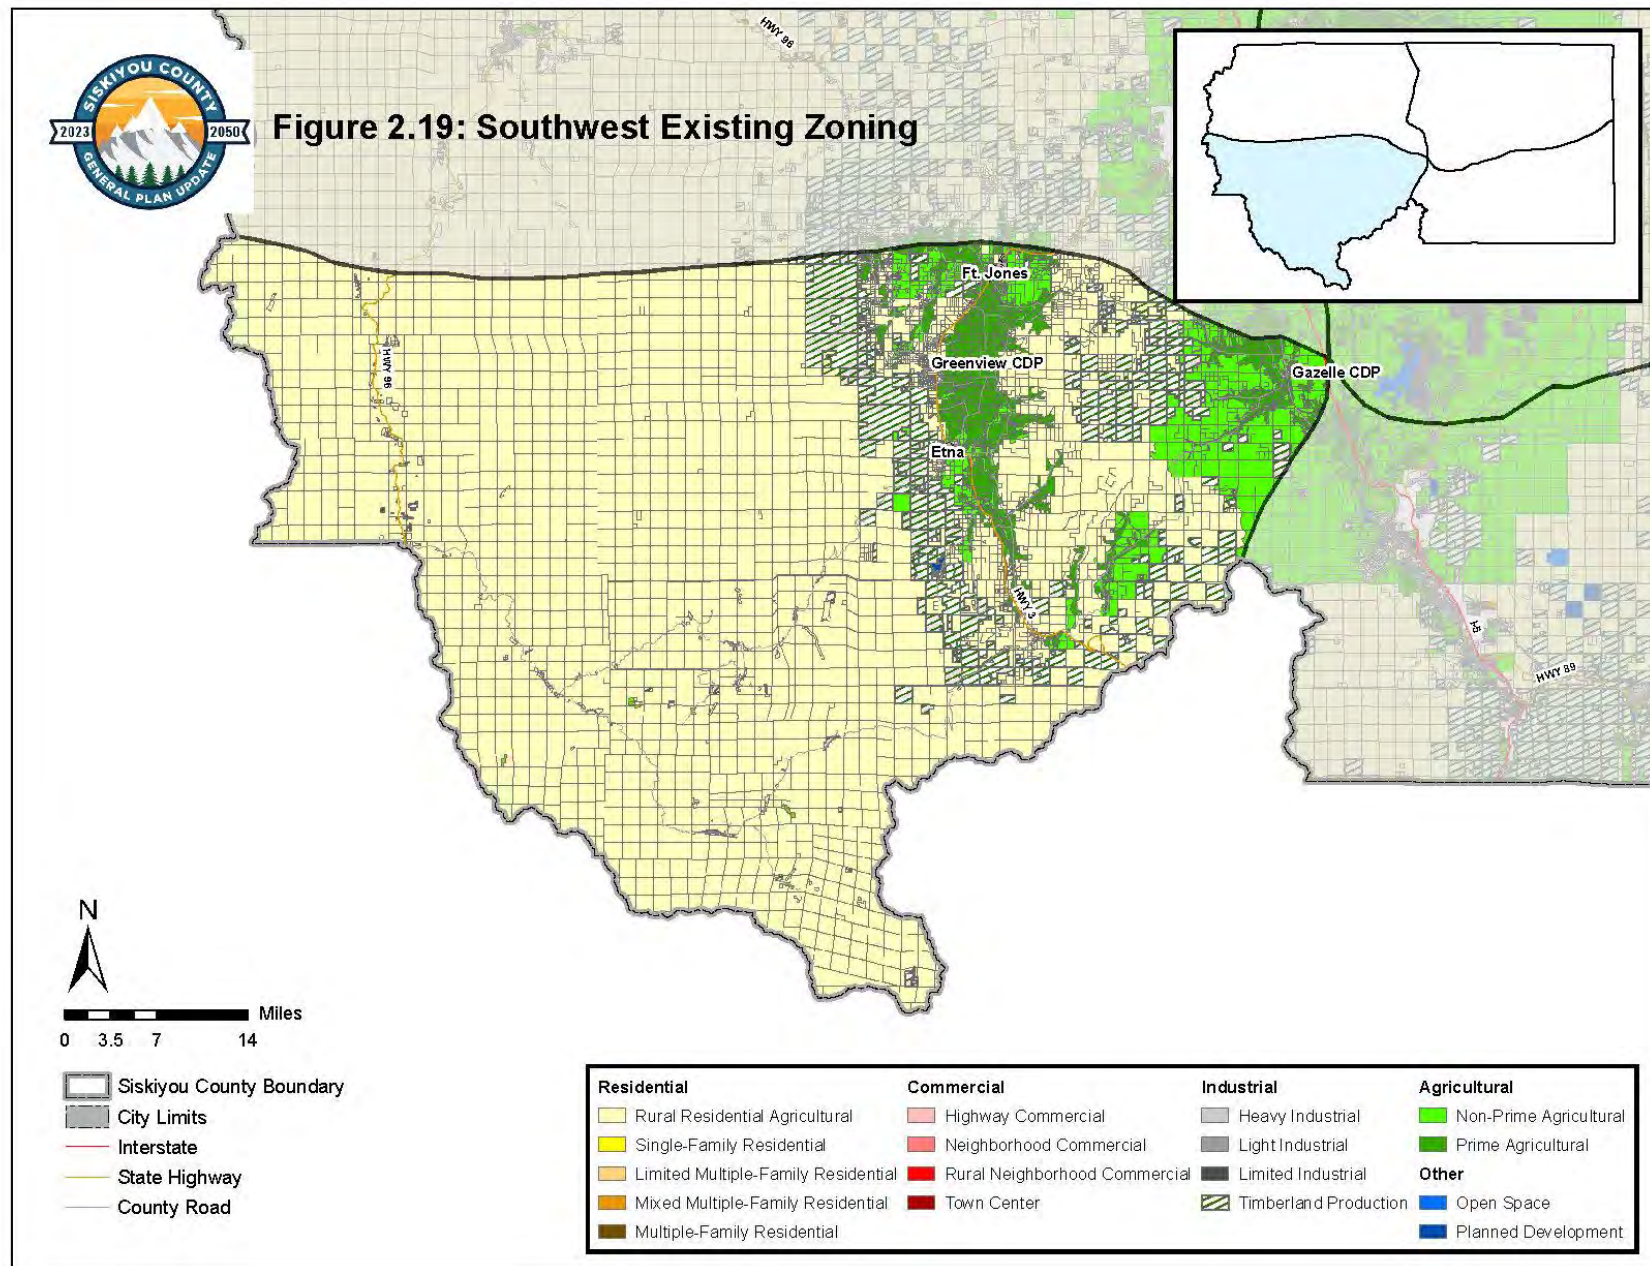 SISKIYOU COUNTY
2023 2050
GENERAL PLAN UPDATE
Figure 2.19: Southwest Existing Zoning
HWY 96
Ft. Jones
HWY 96
Greenview CDP
Gazelle CDP
Etna
HWY 3
I-5
HWY 89
N
Miles
0 3.5 7 14
Siskiyou County Boundary
City Limits
Interstate
State Highway
County Road
Residential
Rural Residential Agricultural
Single-Family Residential
Limited Multiple-Family Residential
Mixed Multiple-Family Residential
Multiple-Family Residential
Commercial
Highway Commercial
Neighborhood Commercial
Rural Neighborhood Commercial
Town Center
Industrial
Heavy Industrial
Light Industrial
Limited Industrial
Timberland Production
Agricultural
Non-Prime Agricultural
Prime Agricultural
Other
Open Space
Planned Development